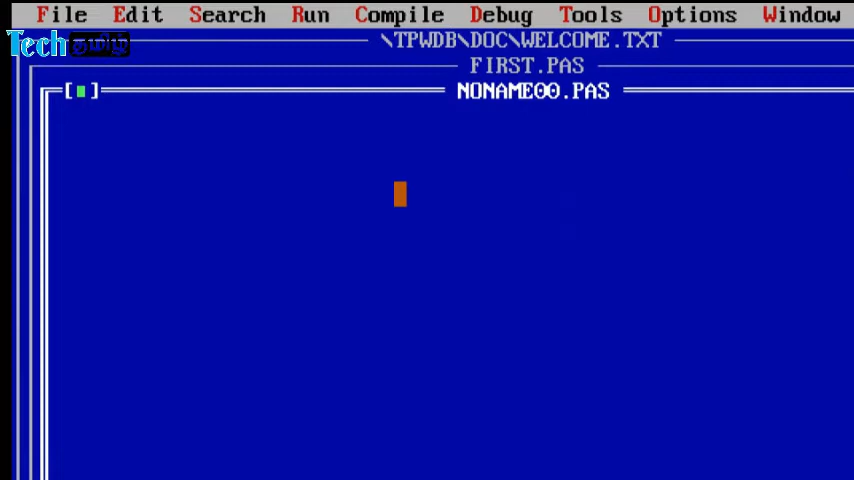 File Edit Search Run Compile Debug Tools Options Window
Tech தமிழ்
\TPWDB\DOC\WELCOME.TXT
FIRST.PAS
NONAME00.PAS